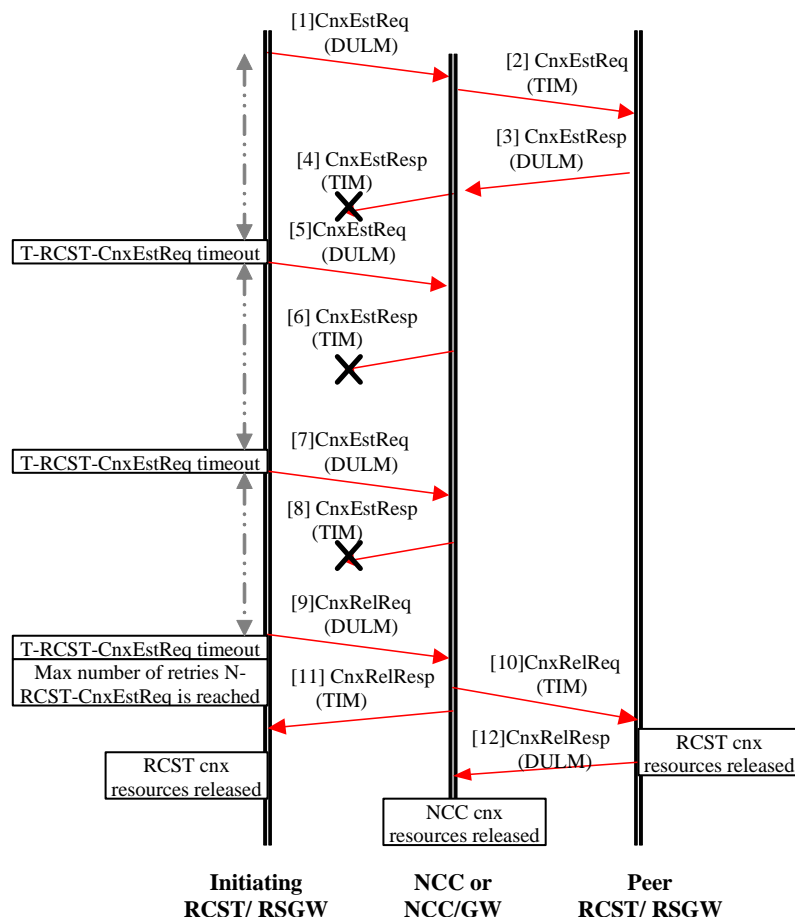 [1]CnxEstReq
(DULM)
[2] CnxEstReq
(TIM)
[3] CnxEstResp
(DULM)
[4] CnxEstResp
(TIM)
[5]CnxEstReq
(DULM)
T-RCST-CnxEstReq timeout
[6] CnxEstResp
(TIM)
[7]CnxEstReq
(DULM)
T-RCST-CnxEstReq timeout
[8] CnxEstResp
(TIM)
[9]CnxRelReq
(DULM)
T-RCST-CnxEstReq timeout
Max number of retries N-
RCST-CnxEstReq is reached
[10]CnxRelReq
(TIM)
[11] CnxRelResp
(TIM)
[12]CnxRelResp
(DULM)
RCST cnx
resources released
RCST cnx
resources released
NCC cnx
resources released
Initiating
RCST/ RSGW
NCC or
NCC/GW
Peer
RCST/ RSGW